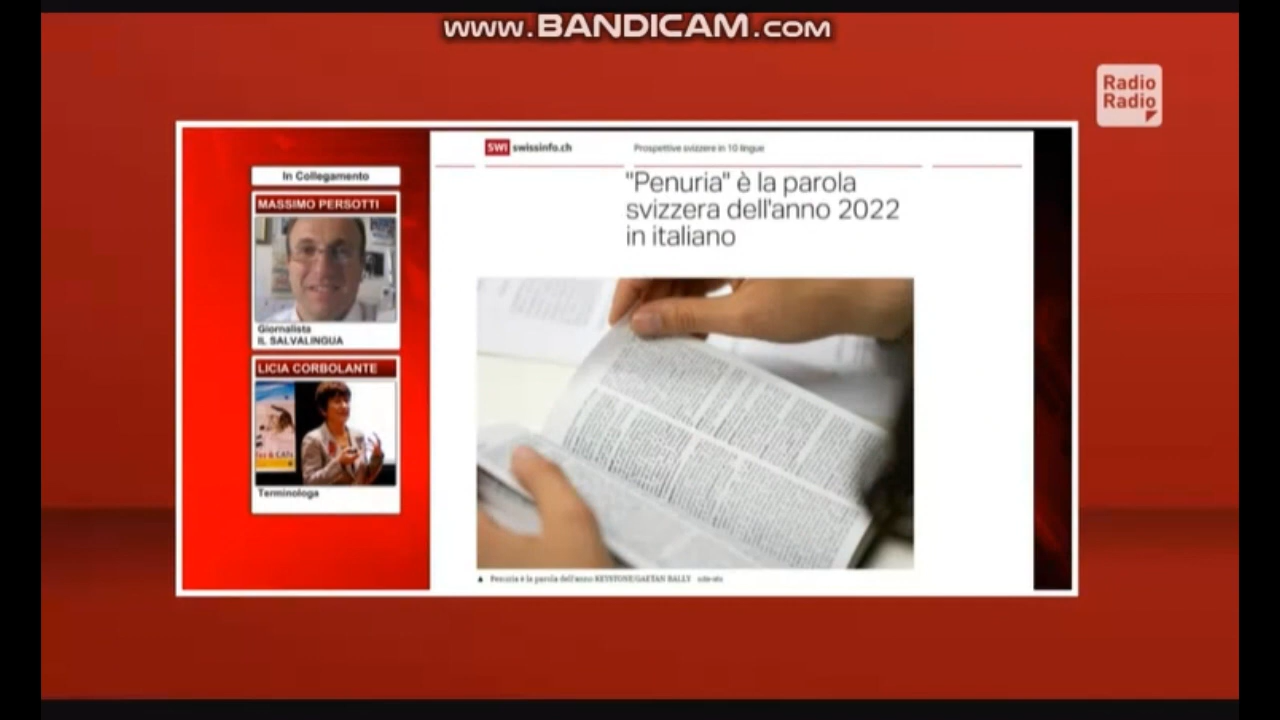 www.BANDICAM.com
Radio
Radio
SWI swissinfo.ch
Prospettive svizzere in 10 lingue
In Collegamento
MASSIMO PERSOTTI
Giornalista
IL SALVALINGUA
LICIA CORBOLANTE
Terminologa
"Penuria" è la parola
svizzera dell'anno 2022
in italiano
Penuria è la parola dell'anno KEYSTONE/GAETAN BALLY